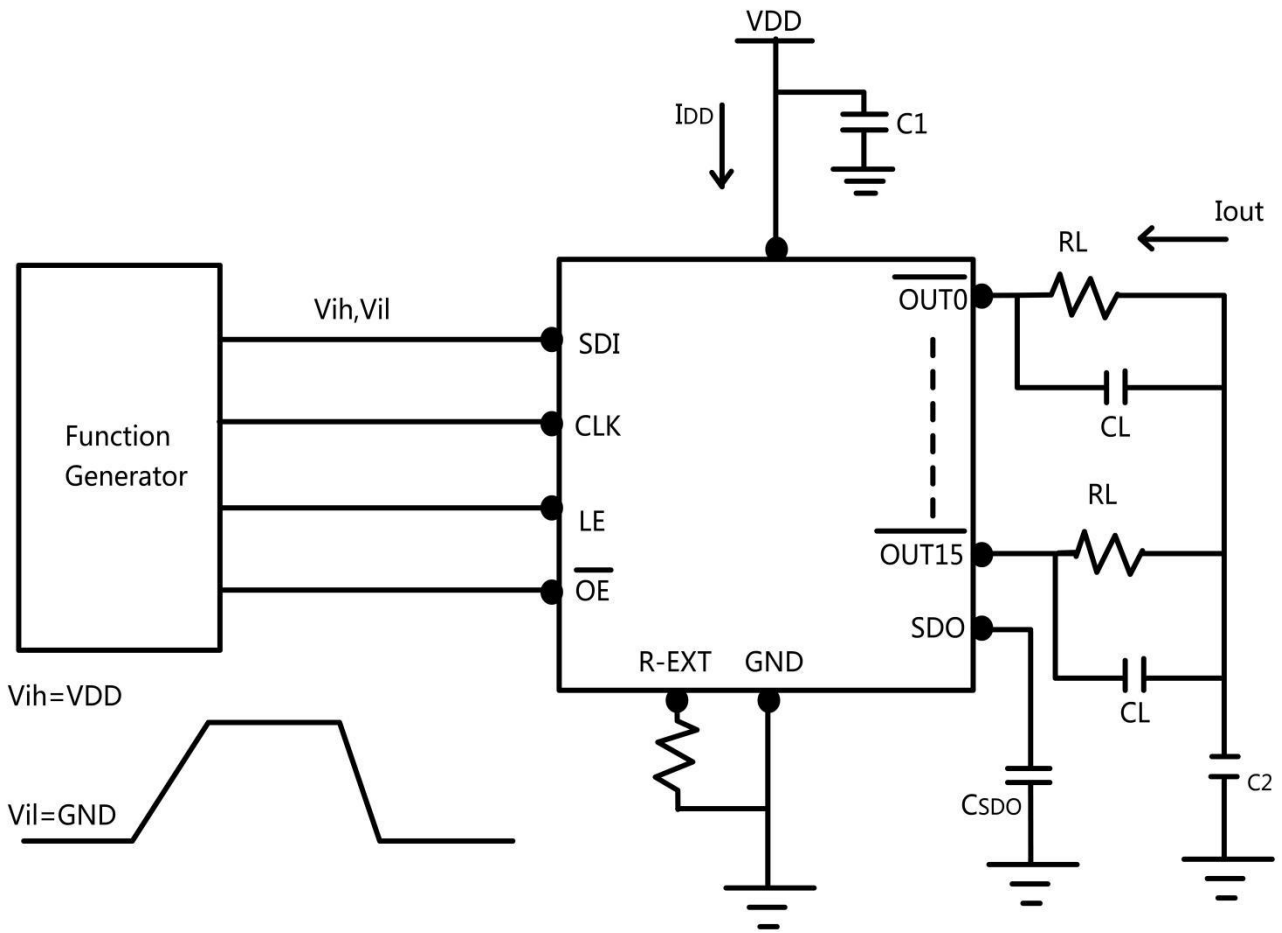 VDD
IDD
C1
Iout
RL
OUT0
Vih,Vil
SDI
CL
CLK
Function
Generator
RL
LE
OUT15
OE
SDO
R-EXT
GND
Vih=VDD
CL
C2
CSDO
Vil=GND